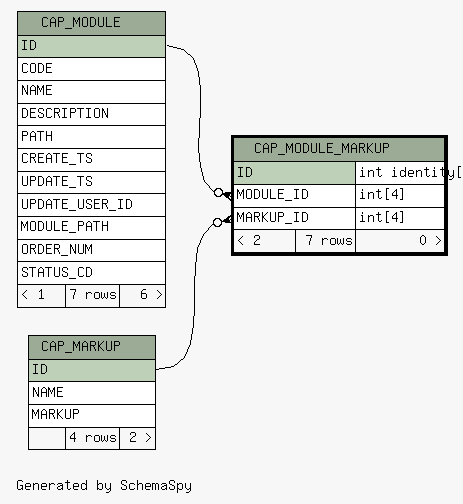 CAP_MODULE
ID
CODE
NAME
DESCRIPTION
PATH
CREATE_TS
UPDATE_TS
UPDATE_USER_ID
MODULE_PATH
ORDER_NUM
STATUS_CD
< 1 7 rows 6 >
CAP_MODULE_MARKUP
ID int identity[
MODULE_ID int[4]
MARKUP_ID int[4]
< 2 7 rows 0 >
CAP_MARKUP
ID
NAME
MARKUP
4 rows 2 >
Generated by SchemaSpy